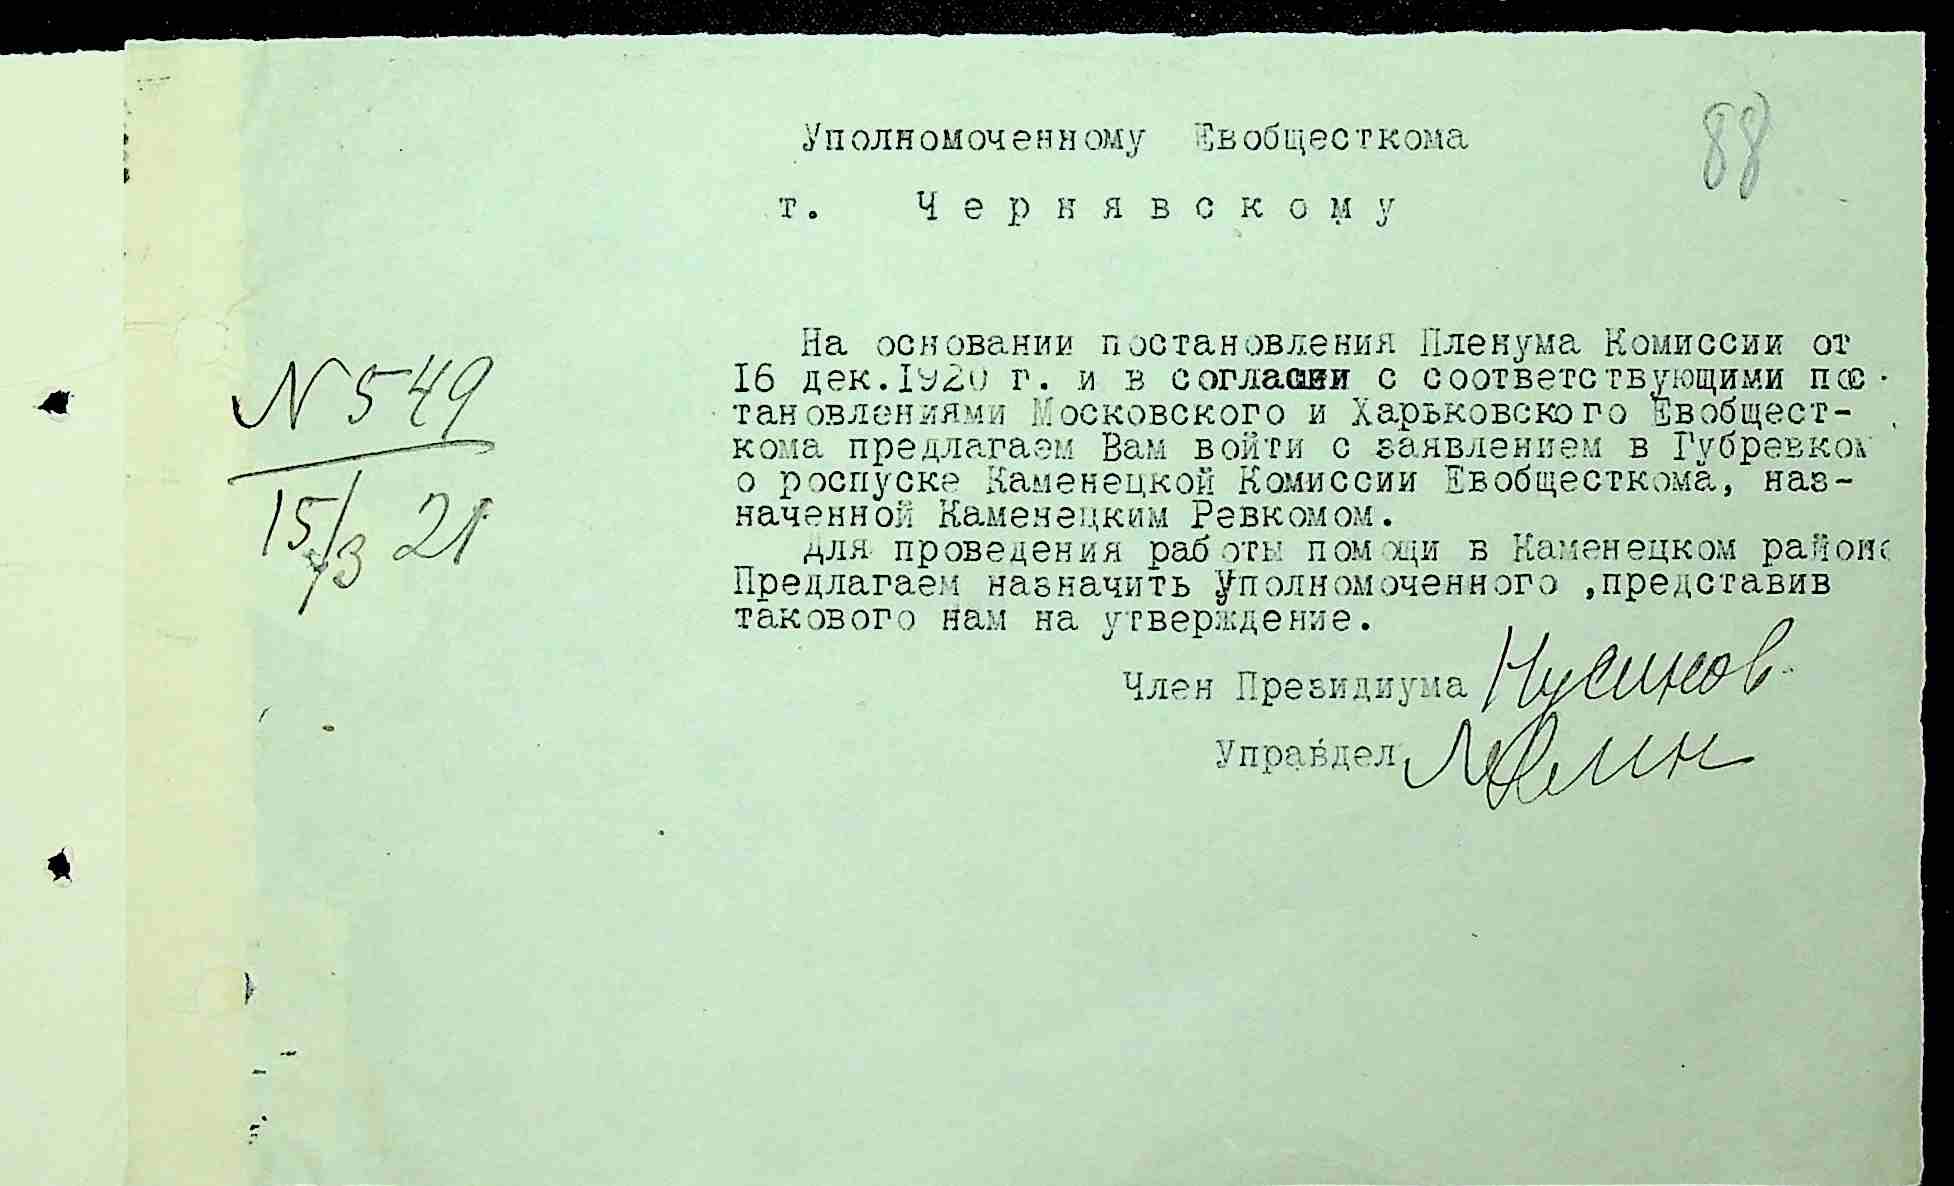 88
Уполномоченному Евобщесткома
т. Чернявскому
N 549
15/3 21
На основании постановления Пленума Комиссии от
16 дек.1920 г. и в согласии с соответствующими пос-
тановлениями Московского и Харьковского Евобщест-
кома предлагаем Вам войти с заявлением в Губревком
о роспуске Каменецкой Комиссии Евобщесткома, наз-
наченной Каменецким Ревкомом.
Для проведения работы помощи в Каменецком районе
Предлагаем назначить Уполномоченного ,представив
такового нам на утверждение.
Член Президиума Нусинов
Управдел